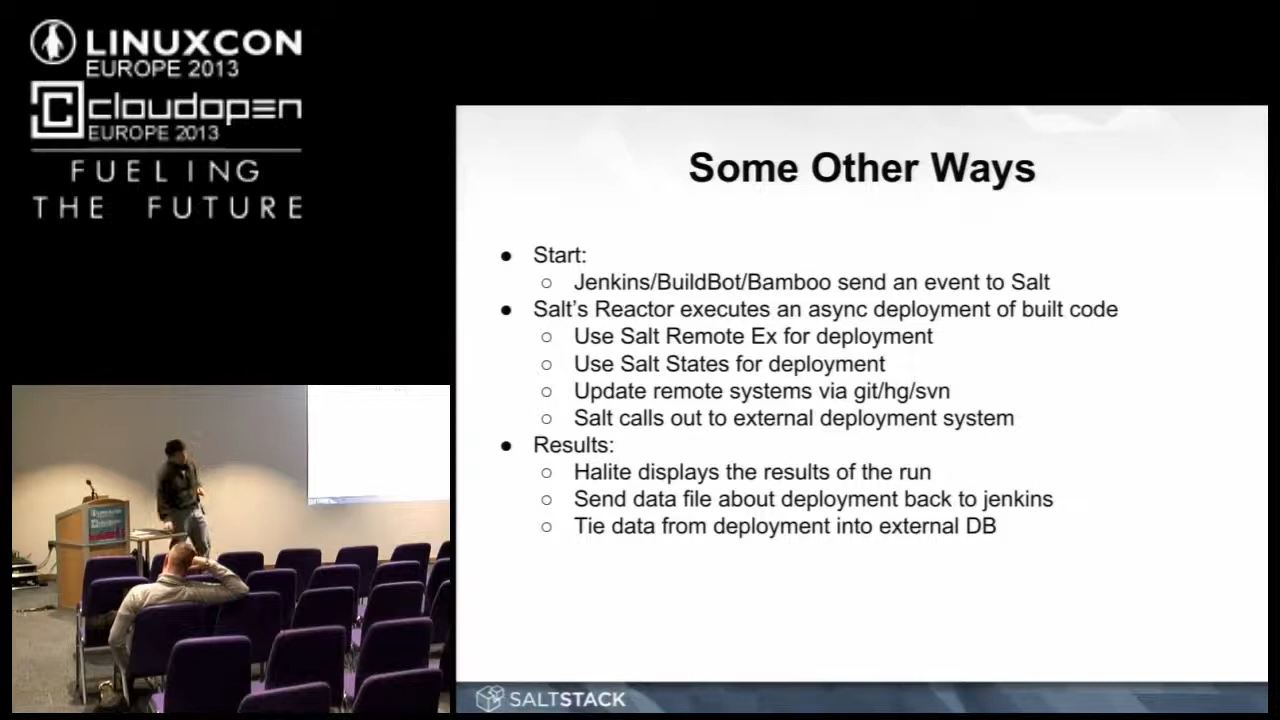 LINUXCON
EUROPE 2013
cloudopen
EUROPE 2013
FUELING
THE FUTURE
Some Other Ways
● Start:
○ Jenkins/BuildBot/Bamboo send an event to Salt
● Salt's Reactor executes an async deployment of built code
○ Use Salt Remote Ex for deployment
○ Use Salt States for deployment
○ Update remote systems via git/hg/svn
○ Salt calls out to external deployment system
● Results:
○ Halite displays the results of the run
○ Send data file about deployment back to jenkins
○ Tie data from deployment into external DB
SALTSTACK
LINUXCON